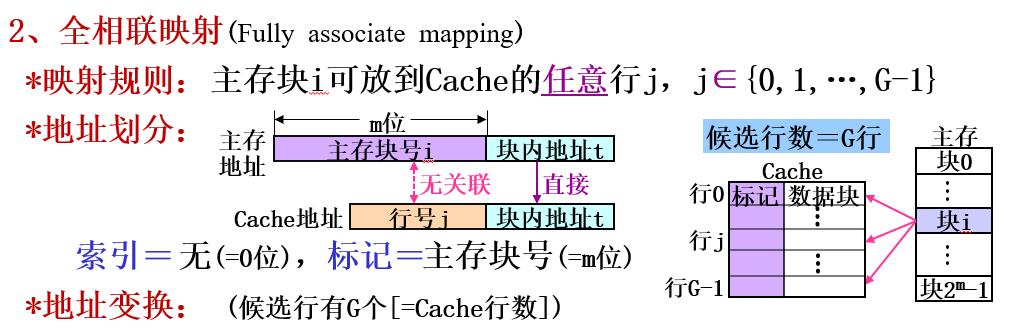 2、全相联映射(Fully associate mapping)
*映射规则：主存块i可放到Cache的任意行j，j∈{0,1,…,G-1}
*地址划分：
m位
主存地址
主存块号i
块内地址t
无关联
直接
Cache地址
行号j
块内地址t
索引＝无(=0位)，标记＝主存块号(=m位)
*地址变换：(候选行有G个[=Cache行数])
候选行数＝G行
Cache
标记
数据块
行0
⋮
行j
⋮
行G-1
主存
块0
⋮
块i
⋮
块2ᵐ-1